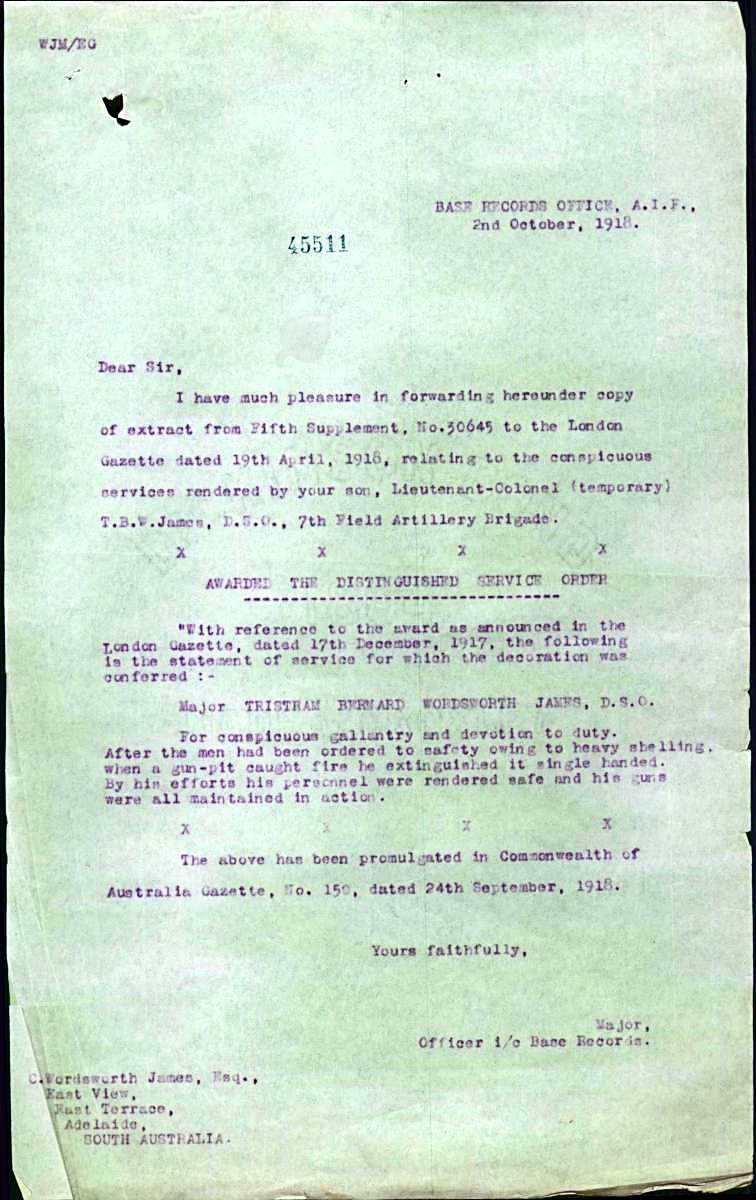 WJM/EG
BASE RECORDS OFFICE, A.I.F.,
2nd October, 1918.
45511
Dear Sir,
I have much pleasure in forwarding hereunder copy
of extract from Fifth Supplement, No.30645 to the London
Gazette dated 19th April, 1918, relating to the conspicuous
services rendered by your son, Lieutenant-Colonel (temporary)
T.B.W.James, D.S.O., 7th Field Artillery Brigade.
X X X X
AWARDED THE DISTINGUISHED SERVICE ORDER
---------------------------------
"With reference to the award as announced in the
London Gazette, dated 17th December, 1917, the following
is the statement of service for which the decoration was
conferred :-
Major TRISTRAM BERNARD WORDSWORTH JAMES, D.S.O.
For conspicuous gallantry and devotion to duty.
After the men had been ordered to safety owing to heavy shelling,
when a gun-pit caught fire he extinguished it single handed.
By his efforts his personnel were rendered safe and his guns
were all maintained in action.
X X X X
The above has been promulgated in Commonwealth of
Australia Gazette, No. 150, dated 24th September, 1918.
Yours faithfully,
Major,
Officer i/c Base Records.
C.Wordsworth James, Esq.,
East View,
East Terrace,
Adelaide,
SOUTH AUSTRALIA.